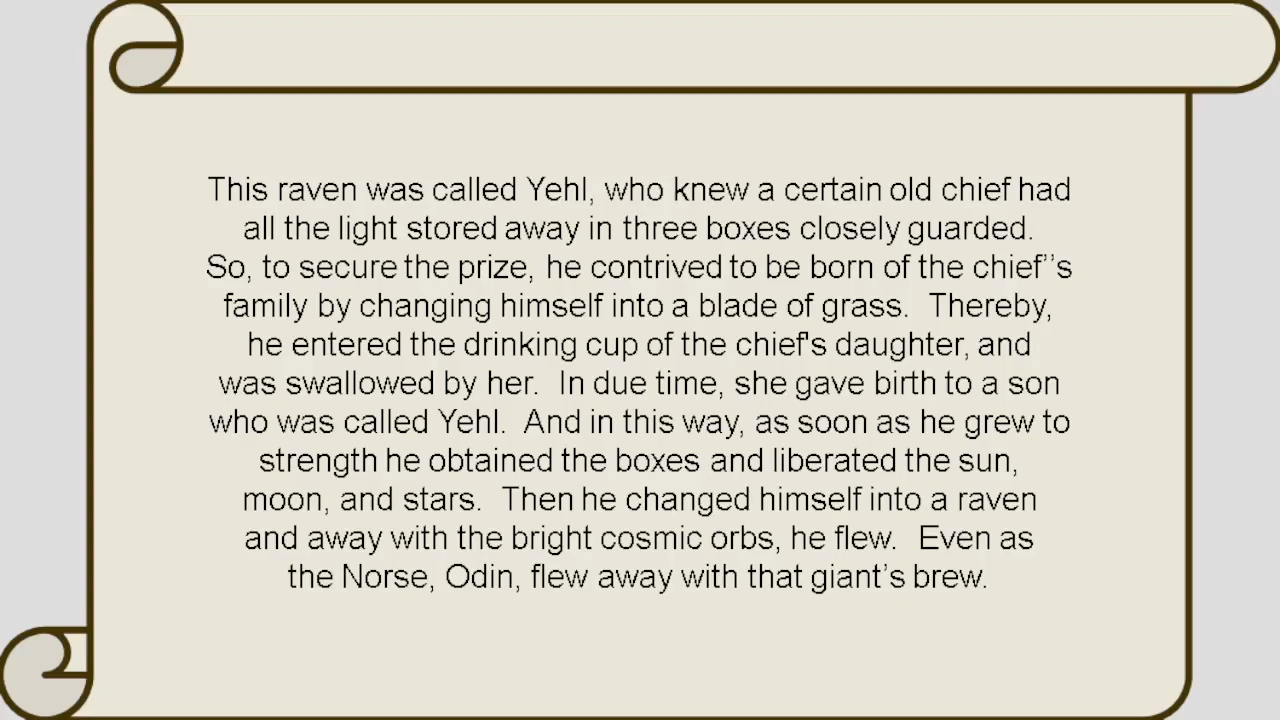 This raven was called Yehl, who knew a certain old chief had
all the light stored away in three boxes closely guarded.
So, to secure the prize, he contrived to be born of the chief’’s
family by changing himself into a blade of grass.  Thereby,
he entered the drinking cup of the chief's daughter, and
was swallowed by her.  In due time, she gave birth to a son
who was called Yehl.  And in this way, as soon as he grew to
strength he obtained the boxes and liberated the sun,
moon, and stars.  Then he changed himself into a raven
and away with the bright cosmic orbs, he flew.  Even as
the Norse, Odin, flew away with that giant’s brew.